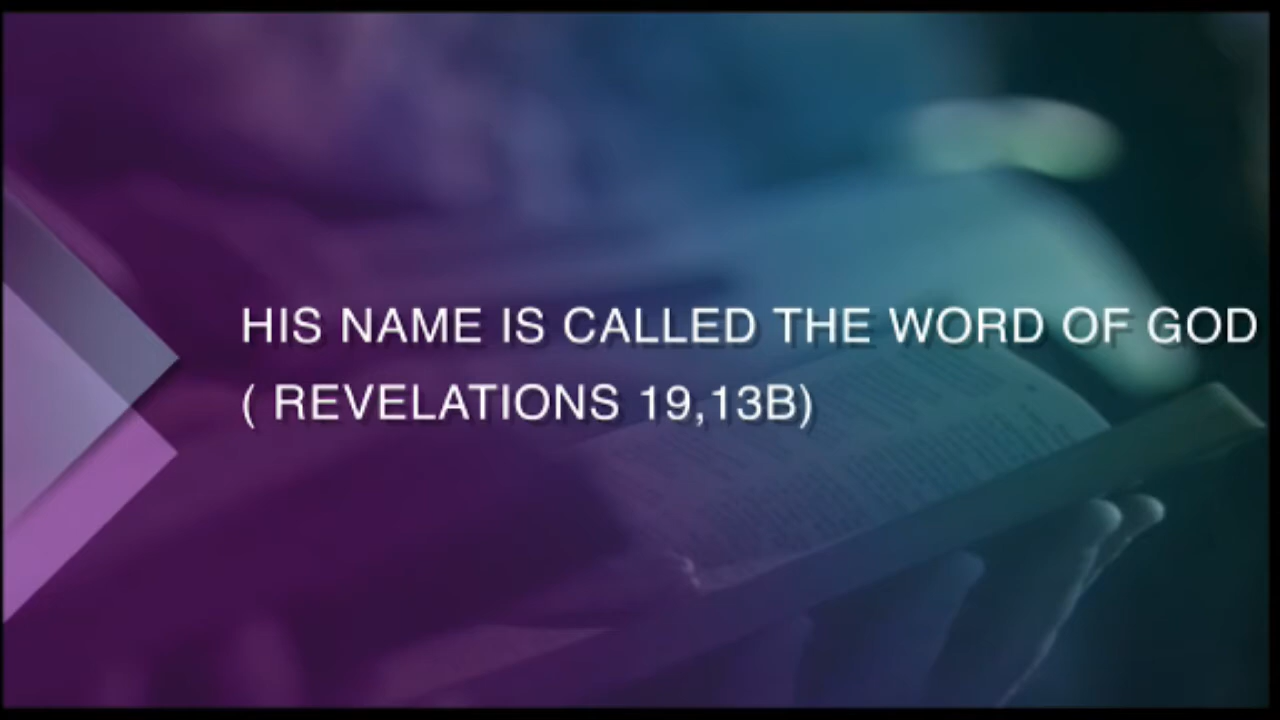 HIS NAME IS CALLED THE WORD OF GOD
( REVELATIONS 19,13B)